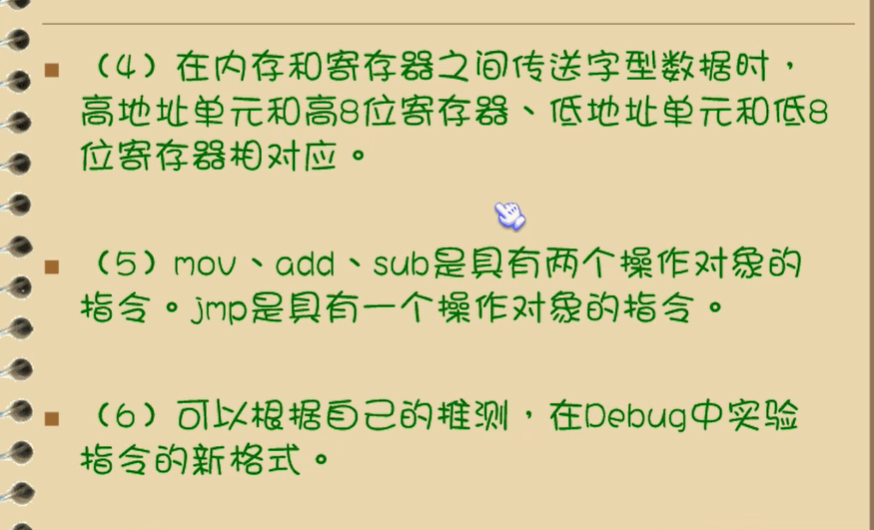 （4）在内存和寄存器之间传送字型数据时，
高地址单元和高8位寄存器、低地址单元和低8
位寄存器相对应。
（5）mov、add、sub是具有两个操作对象的
指令。jmp是具有一个操作对象的指令。
（6）可以根据自己的推测，在Debug中实验
指令的新格式。